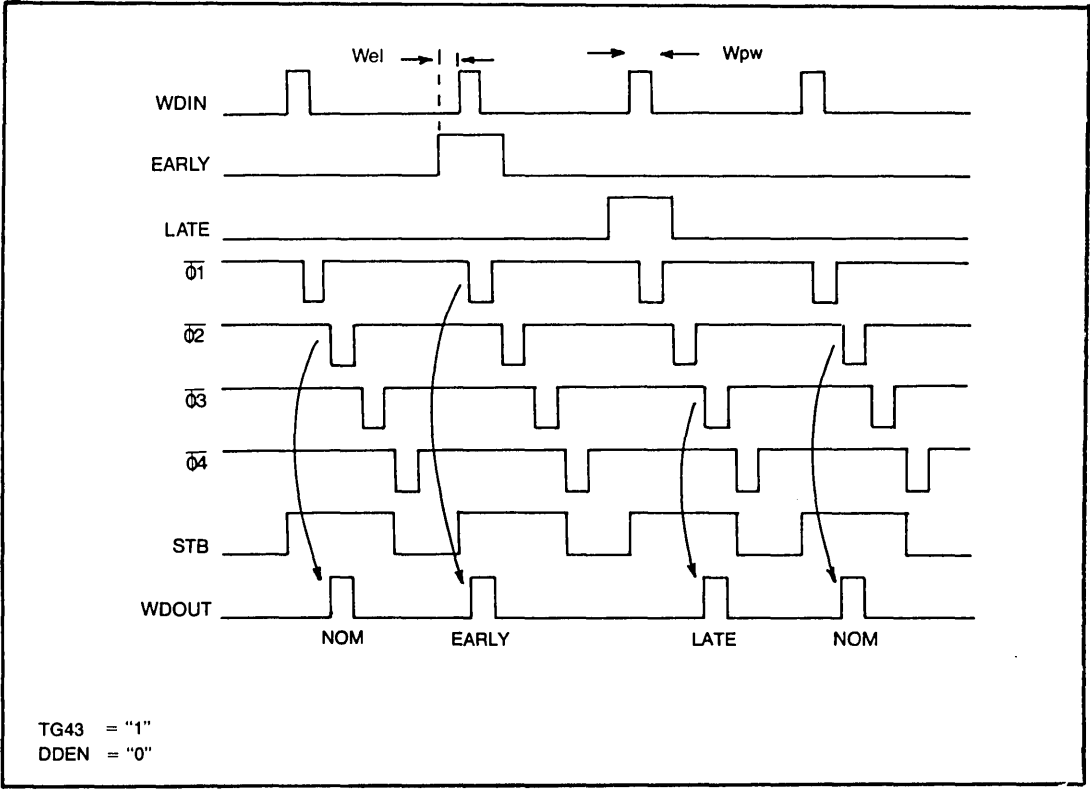 Wel Wpw
WDIN
EARLY
LATE
Φ1
Φ2
Φ3
Φ4
STB
WDOUT
NOM EARLY LATE NOM
TG43 = "1"
DDEN = "0"